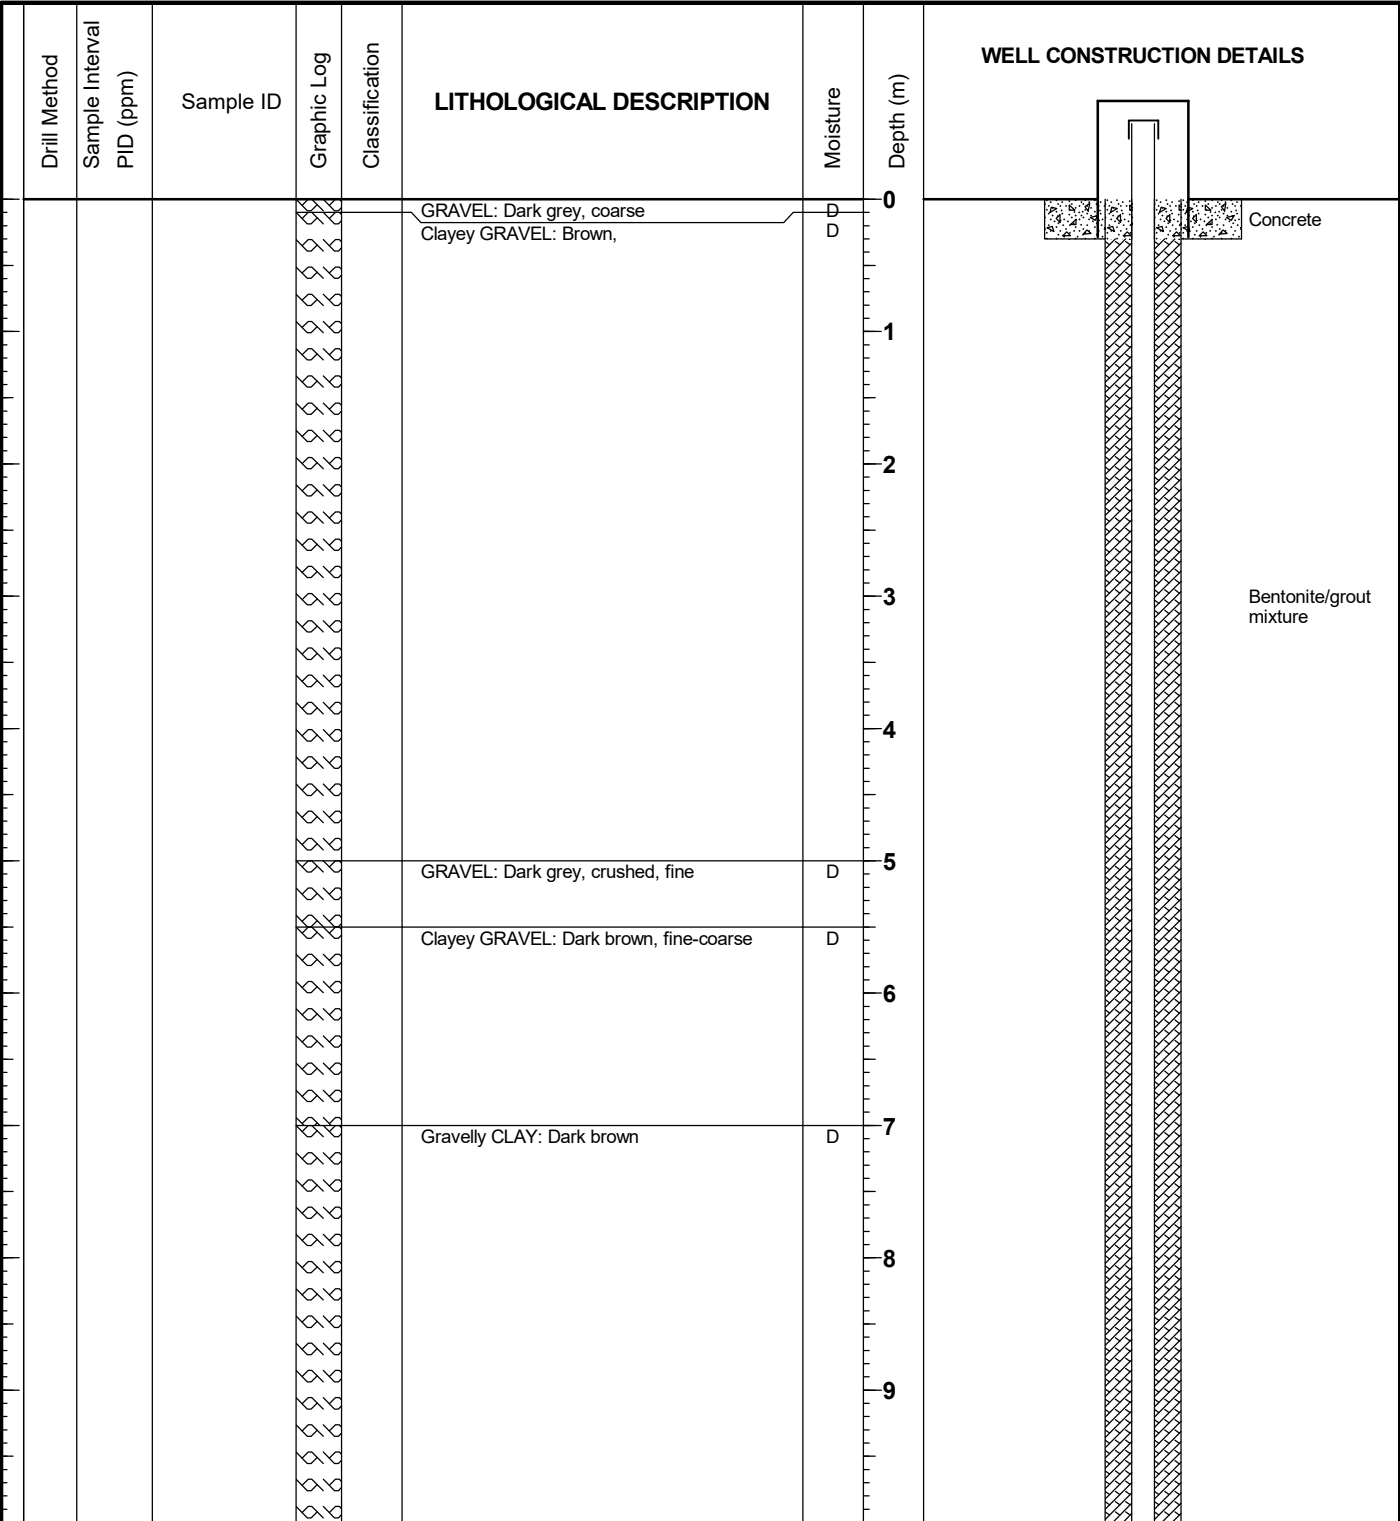 Drill Method
Sample Interval
PID (ppm)
Sample ID
Graphic Log
Classification
LITHOLOGICAL DESCRIPTION
Moisture
Depth (m)
WELL CONSTRUCTION DETAILS
0
GRAVEL: Dark grey, coarse
D
Concrete
Clayey GRAVEL: Brown,
D
1
2
3
Bentonite/grout
mixture
4
5
GRAVEL: Dark grey, crushed, fine
D
Clayey GRAVEL: Dark brown, fine-coarse
D
6
7
Gravelly CLAY: Dark brown
D
8
9